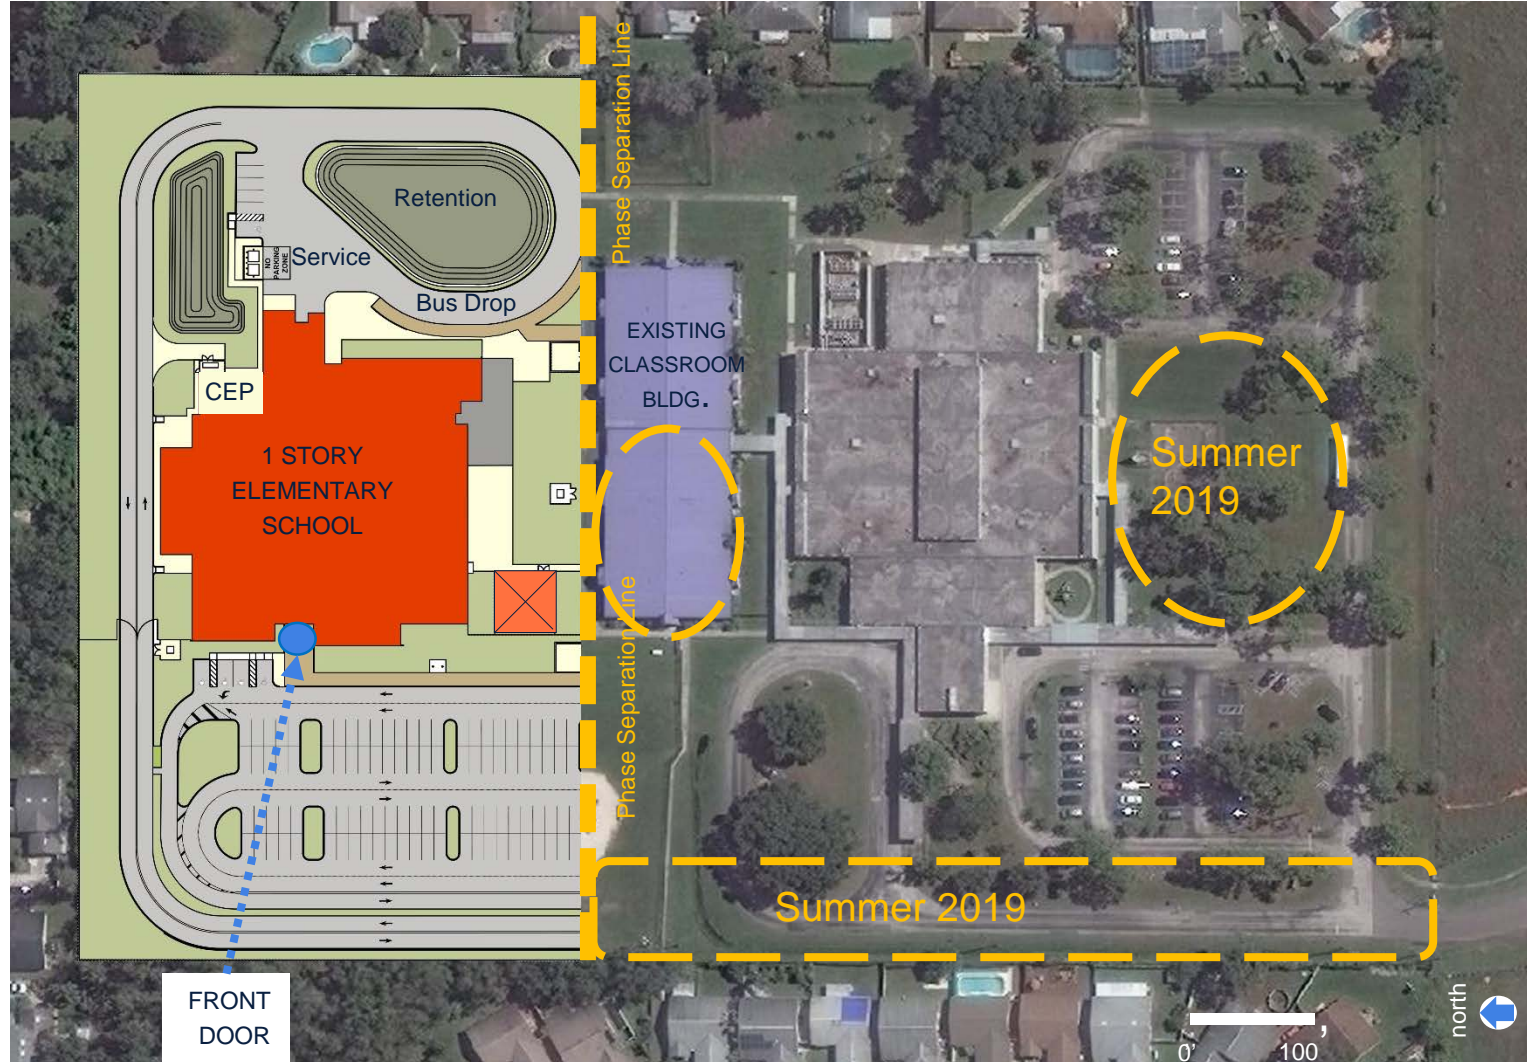 Phase Separation Line
Retention
NO
PARKING
ZONE
Service
Bus Drop
EXISTING
CLASSROOM
BLDG.
CEP
1 STORY
ELEMENTARY
SCHOOL
Summer
2019
Phase Separation Line
Summer 2019
FRONT
DOOR
north
0'
100'